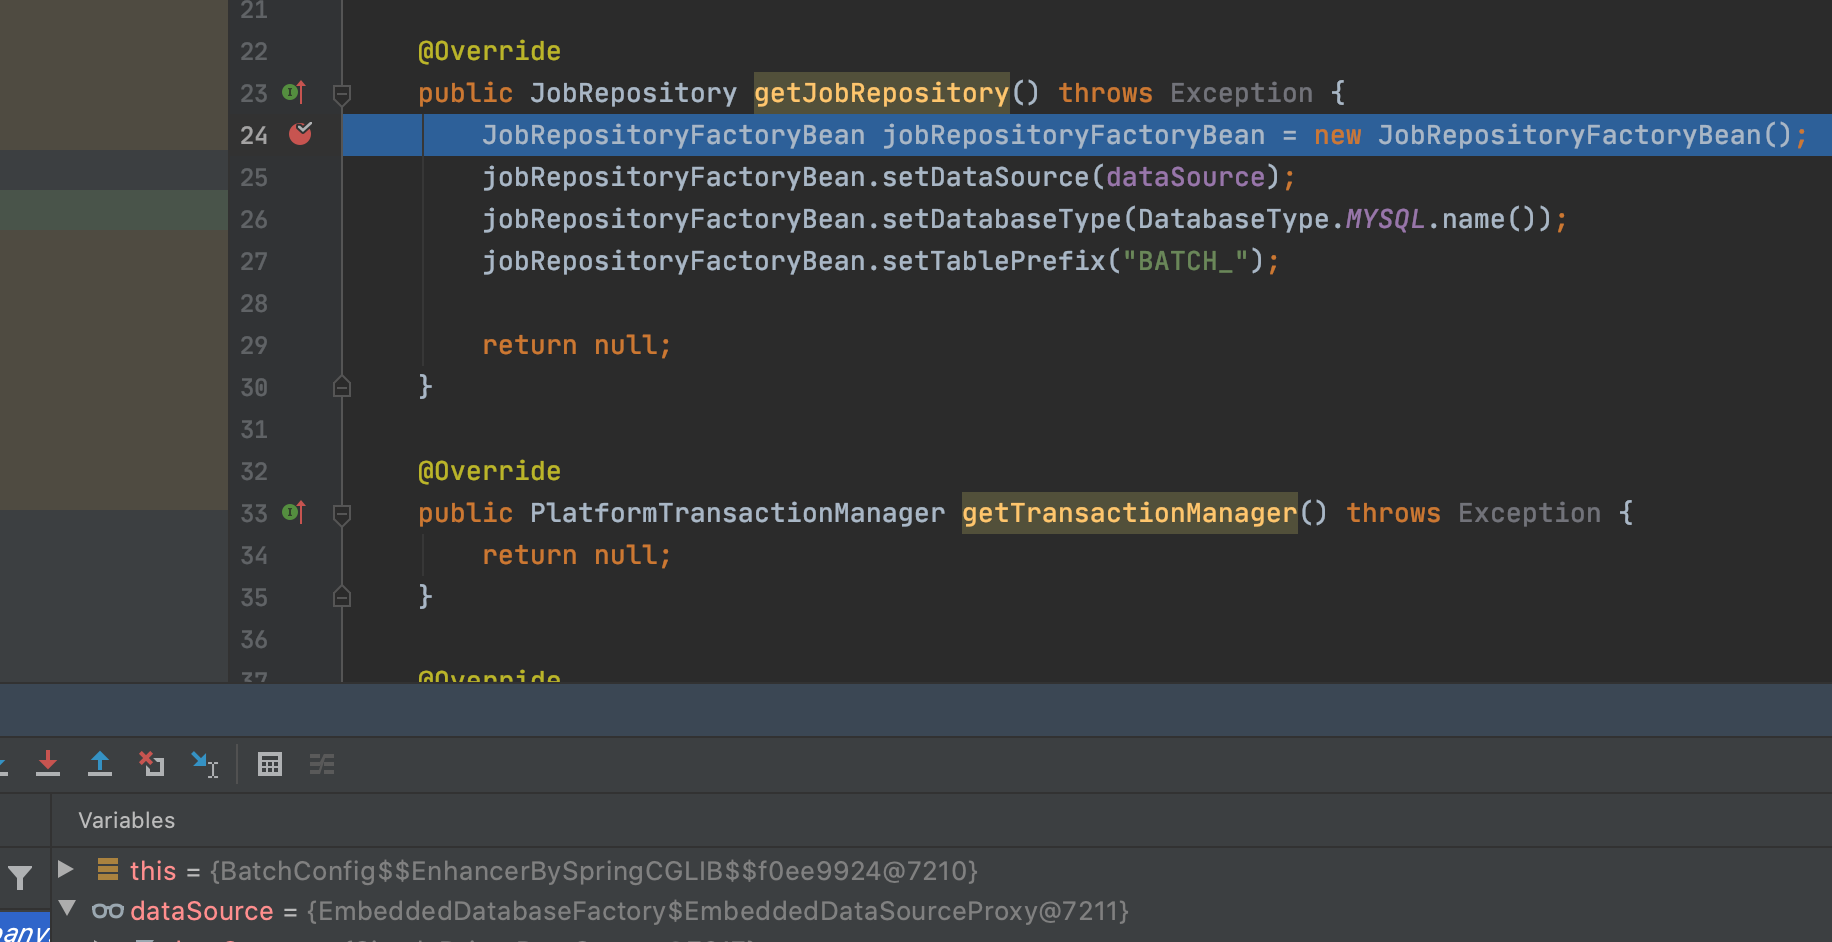 21
22 @Override
23 public JobRepository getJobRepository() throws Exception {
24 JobRepositoryFactoryBean jobRepositoryFactoryBean = new JobRepositoryFactoryBean();
25 jobRepositoryFactoryBean.setDataSource(dataSource);
26 jobRepositoryFactoryBean.setDatabaseType(DatabaseType.MYSQL.name());
27 jobRepositoryFactoryBean.setTablePrefix("BATCH_");
28
29 return null;
30 }
31
32 @Override
33 public PlatformTransactionManager getTransactionManager() throws Exception {
34 return null;
35 }
36
37 @Override
Variables
this = {BatchConfig$$EnhancerBySpringCGLIB$$f0ee9924@7210}
dataSource = {EmbeddedDatabaseFactory$EmbeddedDataSourceProxy@7211}